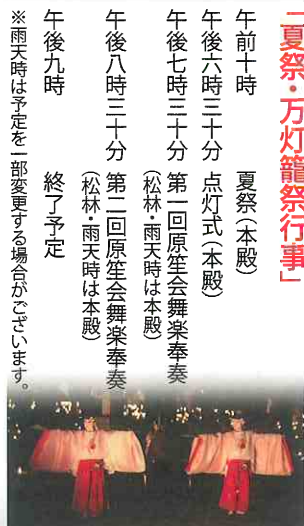 「夏祭・万灯籠祭行事」
午前十時　夏祭（本殿）
午後六時三十分　点灯式（本殿）
午後七時三十分　第一回原笙会舞楽奉奏
（松林・雨天時は本殿）
午後八時三十分　第二回原笙会舞楽奉奏
（松林・雨天時は本殿）
午後九時　終了予定
※雨天時は予定を一部変更する場合がございます。